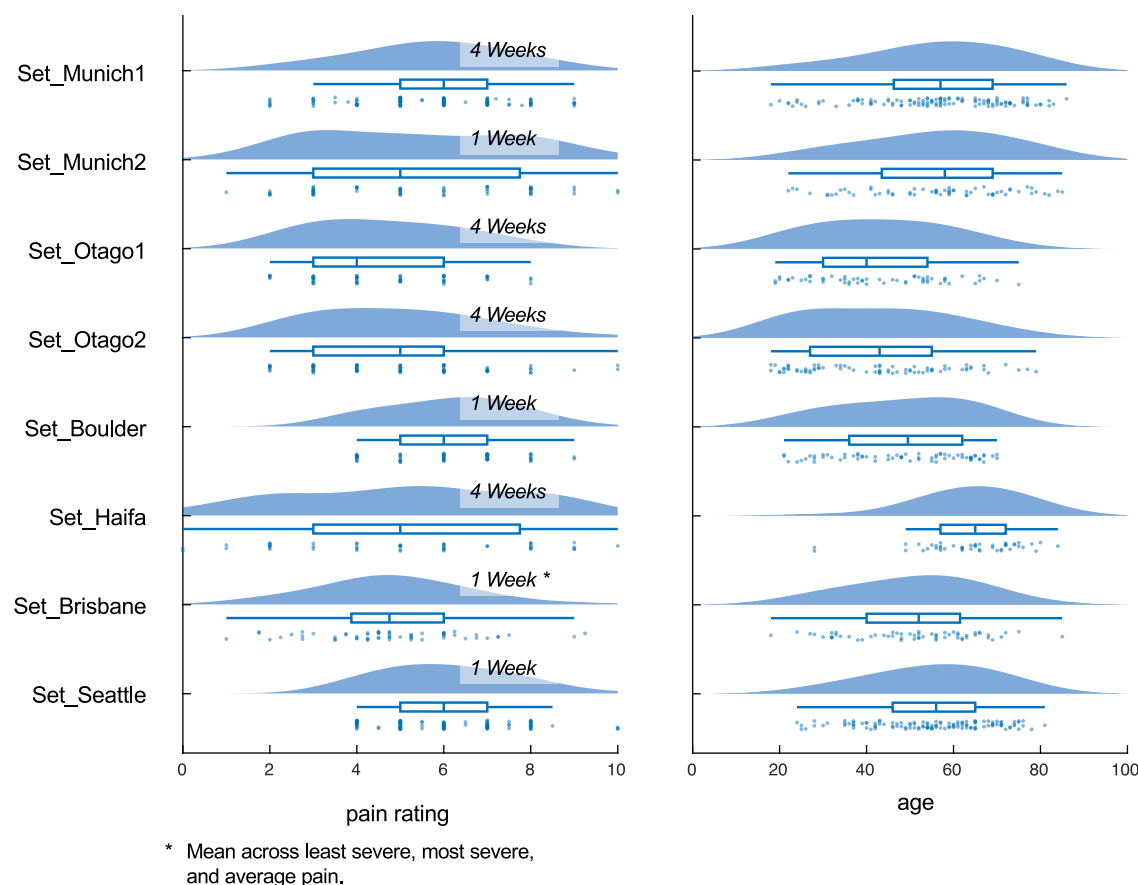 Set_Munich1
4 Weeks
Set_Munich2
1 Week
Set_Otago1
4 Weeks
Set_Otago2
4 Weeks
Set_Boulder
1 Week
Set_Haifa
4 Weeks
Set_Brisbane
1 Week *
Set_Seattle
1 Week
0 2 4 6 8 10
0 20 40 60 80 100
pain rating
age
* Mean across least severe, most severe,
and average pain.